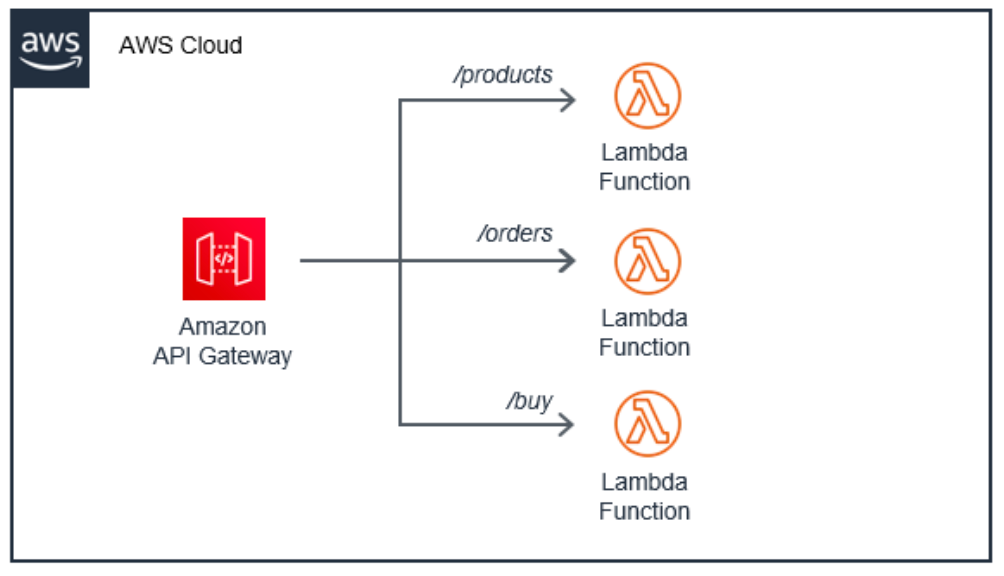 aws
AWS Cloud
/products
Lambda
Function
/orders
</>
Amazon
API Gateway
Lambda
Function
/buy
Lambda
Function